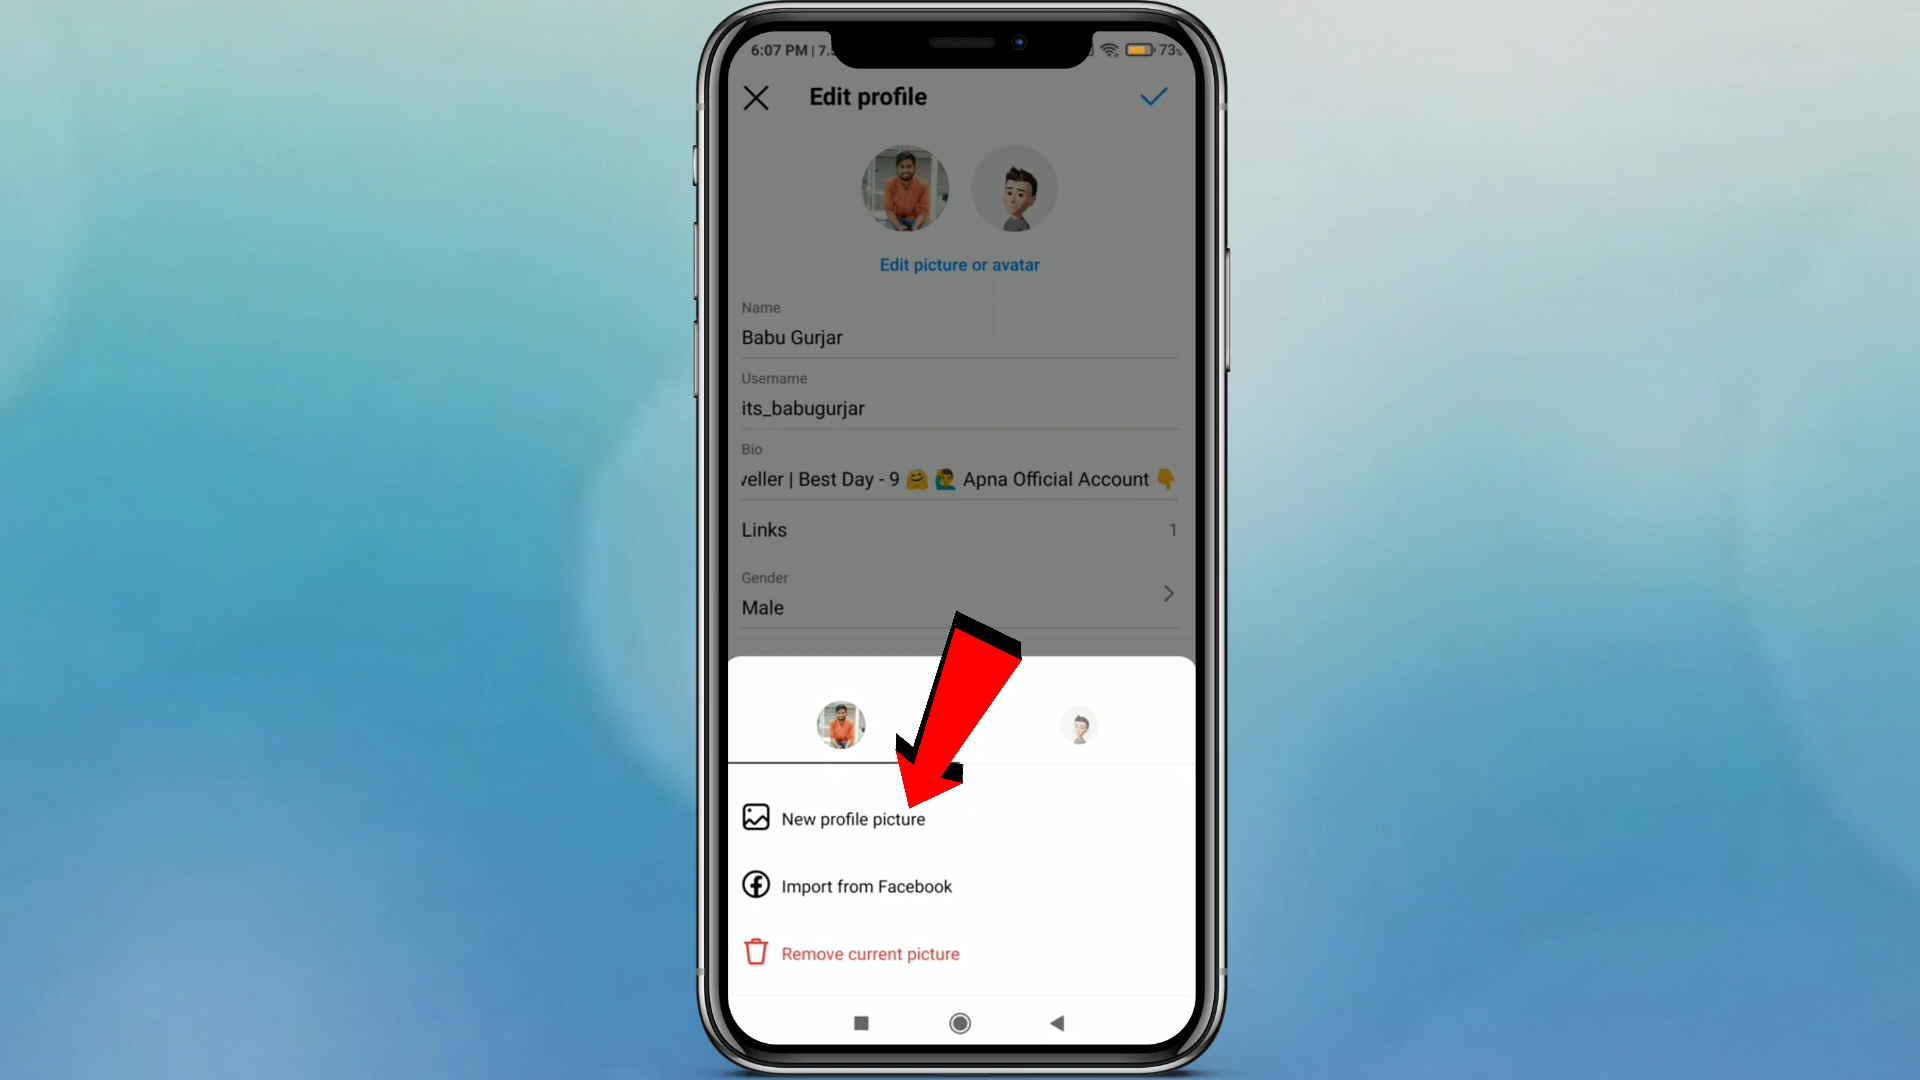 6:07 PM | 7.
73%
Edit profile
Edit picture or avatar
Name
Babu Gurjar
Username
its_babugurjar
Bio
veller | Best Day - 9 🤗 🙋‍♂️ Apna Official Account 👇
Links
1
Gender
Male
New profile picture
Import from Facebook
Remove current picture